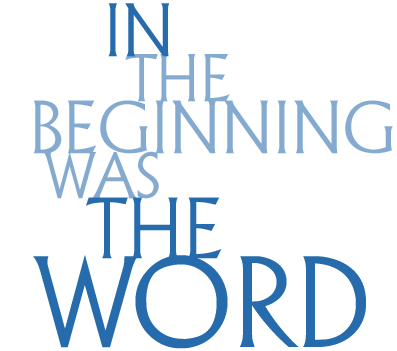 IN
THE
BEGINNING
WAS
THE
WORD